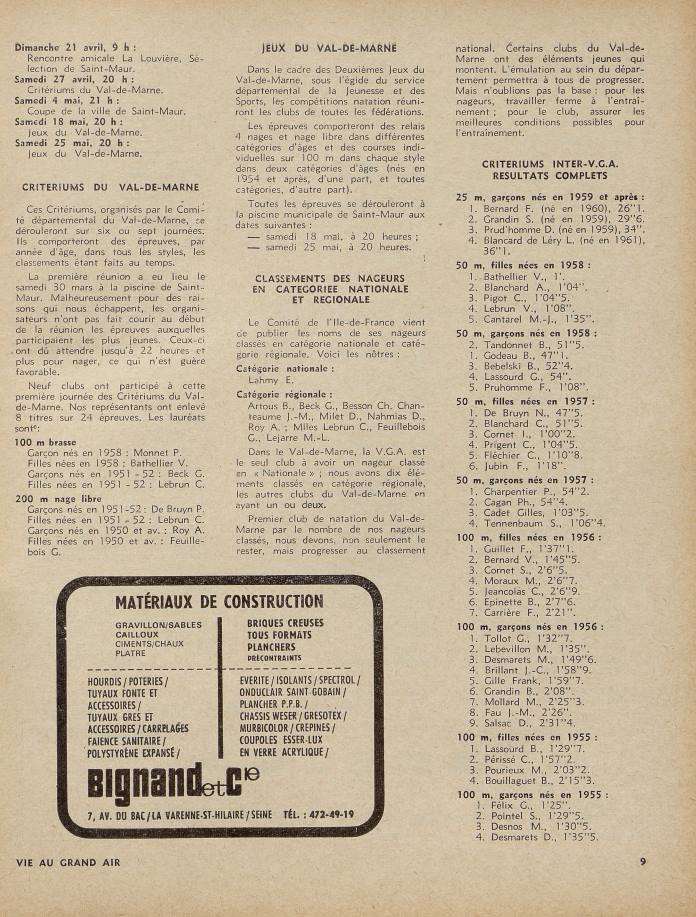 Dimanche 21 avril, 9 h :
Rencontre amicale La Louvière, Sé-
lection de Saint-Maur.
Samedi 27 avril, 20 h :
Critériums du Val-de-Marne.
Samedi 4 mai, 21 h :
Coupe de la ville de Saint-Maur.
Samedi 18 mai, 20 h :
Jeux du Val-de-Marne.
Samedi 25 mai, 20 h :
Jeux du Val-de-Marne.
CRITERIUMS DU VAL-DE-MARNE
Ces Critériums, organisés par le Comi-
té départemental du Val-de-Marne, se
dérouleront sur six ou sept journées.
Ils comporteront des épreuves, par
année d'âge, dans tous les styles, les
classements étant faits au temps.
La première réunion a eu lieu le
samedi 30 mars à la piscine de Saint-
Maur. Malheureusement pour des rai-
sons qui nous échappent, les organi-
sateurs n'ont pas fait courir au début
de la réunion les épreuves auxquelles
participaient les plus jeunes. Ceux-ci
ont dû attendre jusqu'à 22 heures et
plus pour nager, ce qui n'est guère
favorable.
Neuf clubs ont participé à cette
première journée des Critériums du Val-
de-Marne. Nos représentants ont enlevé
8 titres sur 24 épreuves. Les lauréats
sont :
100 m brasse
Garçon nés en 1958 : Monnet P.
Filles nées en 1958 : Bathellier V.
Garçons nés en 1951 - 52 : Beck G.
Filles nées en 1951 - 52 : Lebrun C.
200 m nage libre
Garçons nés en 1951-52 : De Bruyn P.
Filles nées en 1951 - 52 : Lebrun C.
Garçons nés en 1950 et av. : Roy A.
Filles nées en 1950 et av. : Feuille-
bois G.
JEUX DU VAL-DE-MARNE
Dans le cadre des Deuxièmes Jeux du
Val-de-Marne, sous l'égide du service
départemental de la Jeunesse et des
Sports, les compétitions natation réuni-
ront les clubs de toutes les fédérations.
Les épreuves comporteront des relais
4 nages et nage libre dans différentes
catégories d'âges et des courses indi-
viduelles sur 100 m dans chaque style
dans deux catégories d'âges (nés en
1954 et après, d'une part, et toutes
catégories, d'autre part).
Toutes les épreuves se dérouleront à
la piscine municipale de Saint-Maur aux
dates suivantes :
— samedi 18 mai, à 20 heures ;
— samedi 25 mai, à 20 heures.
CLASSEMENTS DES NAGEURS
EN CATEGORIEE NATIONALE
ET REGIONALE
Le Comité de l'Ile-de-France vient
de publier les noms de ses nageurs
classés en catégorie nationale et caté-
gorie régionale. Voici les nôtres :
Catégorie nationale :
Lahmy E.
Catégorie régionale :
Artous B., Beck G., Besson Ch. Chan-
teaume J.-M., Milet D., Nahmias D.,
Roy A. ; Mlles Lebrun C., Feuillebois
G., Lejarre M.-L.
Dans le Val-de-Marne, la V.G.A. est
le seul club à avoir un nageur classé
en « Nationale » ; nous avons dix élé-
ments classés en catégorie régionale,
les autres clubs du Val-de-Marne en
ayant un ou deux.
Premier club de natation du Val-de-
Marne par le nombre de nos nageurs
classés, nous devons, non seulement le
rester, mais progresser au classement
national. Certains clubs du Val-de-
Marne ont des éléments jeunes qui
montent. L'émulation au sein du dépar-
tement permettra à tous de progresser.
Mais n'oublions pas la base : pour les
nageurs, travailler ferme à l'entraî-
nement ; pour le club, assurer les
meilleures conditions possibles pour
l'entraînement.
CRITERIUMS INTER-V.G.A.
RESULTATS COMPLETS
25 m, garçons nés en 1959 et après :
1. Bernard F. (né en 1960), 26''1.
2. Grandin S. (né en 1959), 29''6.
3. Prud'homme D. (né en 1959), 34''.
4. Blancard de Léry L. (né en 1961),
36''1.
50 m, filles nées en 1958 :
1. Bathellier V., 1'.
2. Blanchard A., 1'04''.
3. Pigot C., 1'04''5.
4. Lebrun V., 1'08''.
5. Cantarel M.-J., 1'35''.
50 m, garçons nés en 1958 :
2. Tandonnet B., 51''5.
1. Godeau B., 47''1.
3. Bebelski B., 52''4.
4. Lassourd G., 54''.
5. Pruhomme F., 1'08''.
50 m, filles nées en 1957 :
1. De Bruyn N., 47''5.
2. Blanchard C., 51''5.
3. Cornet I., 1'00''2.
4. Prigent C., 1'04''5.
5. Fléchier C., 1'10''8.
6. Jubin F., 1'18''.
50 m, garçons nés en 1957 :
1. Charpentier P., 54''2.
2. Cagan Ph., 54''4.
3. Cadet Gilles, 1'03''5.
4. Tennenbaum S., 1'06''4.
100 m, filles nées en 1956 :
1. Guillet F., 1'37''1.
2. Bernard V., 1'45''5.
3. Cornet S., 2'6''5.
4. Moraux M., 2'6''7.
5. Jeancolas C., 2'6''9.
6. Epinette B., 2'7''6.
7. Carrière F., 2'21''.
100 m, garçons nés en 1956 :
1. Tollot G., 1'32''7.
2. Lebevillon M., 1'35''.
3. Desmarets M., 1'49''6.
4. Brillant J.-C., 1'58''9.
5. Gille Frank, 1'59''7.
6. Grandin B., 2'08''.
7. Mollard M., 2'25''3.
8. Fau J.-M., 2'26''.
9. Salsac D., 2'31''4.
100 m, filles nées en 1955 :
1. Lassourd B., 1'29''7.
2. Périssé C., 1'57''2.
3. Pourieux M., 2'03''2.
4. Bouillaguet B., 2'15''3.
100 m, garçons nés en 1955 :
1. Félix G., 1'25''.
2. Pointel S., 1'29''5.
3. Desnos M., 1'30''5.
4. Desmarets D., 1'35''5.
MATÉRIAUX DE CONSTRUCTION
GRAVILLON/SABLES
CAILLOUX
CIMENTS/CHAUX
PLATRE
BRIQUES CREUSES
TOUS FORMATS
PLANCHERS
PRÉCONTRAINTS
HOURDIS / POTERIES /
TUYAUX FONTE ET
ACCESSOIRES /
TUYAUX GRES ET
ACCESSOIRES / CARRELAGES
FAIENCE SANITAIRE /
POLYSTYRÈNE EXPANSÉ /
EVERITE / ISOLANTS / SPECTROL /
ONDUCLAIR SAINT-GOBAIN /
PLANCHER P.P.B. /
CHASSIS WESER / GRESOTEX /
MURBICOLOR / CREPINES /
COUPOLES ESSER-LUX
EN VERRE ACRYLIQUE /
Bignand et Cie
7, AV. DU BAC / LA VARENNE-ST-HILAIRE / SEINE TÉL. : 472-49-19
VIE AU GRAND AIR
9